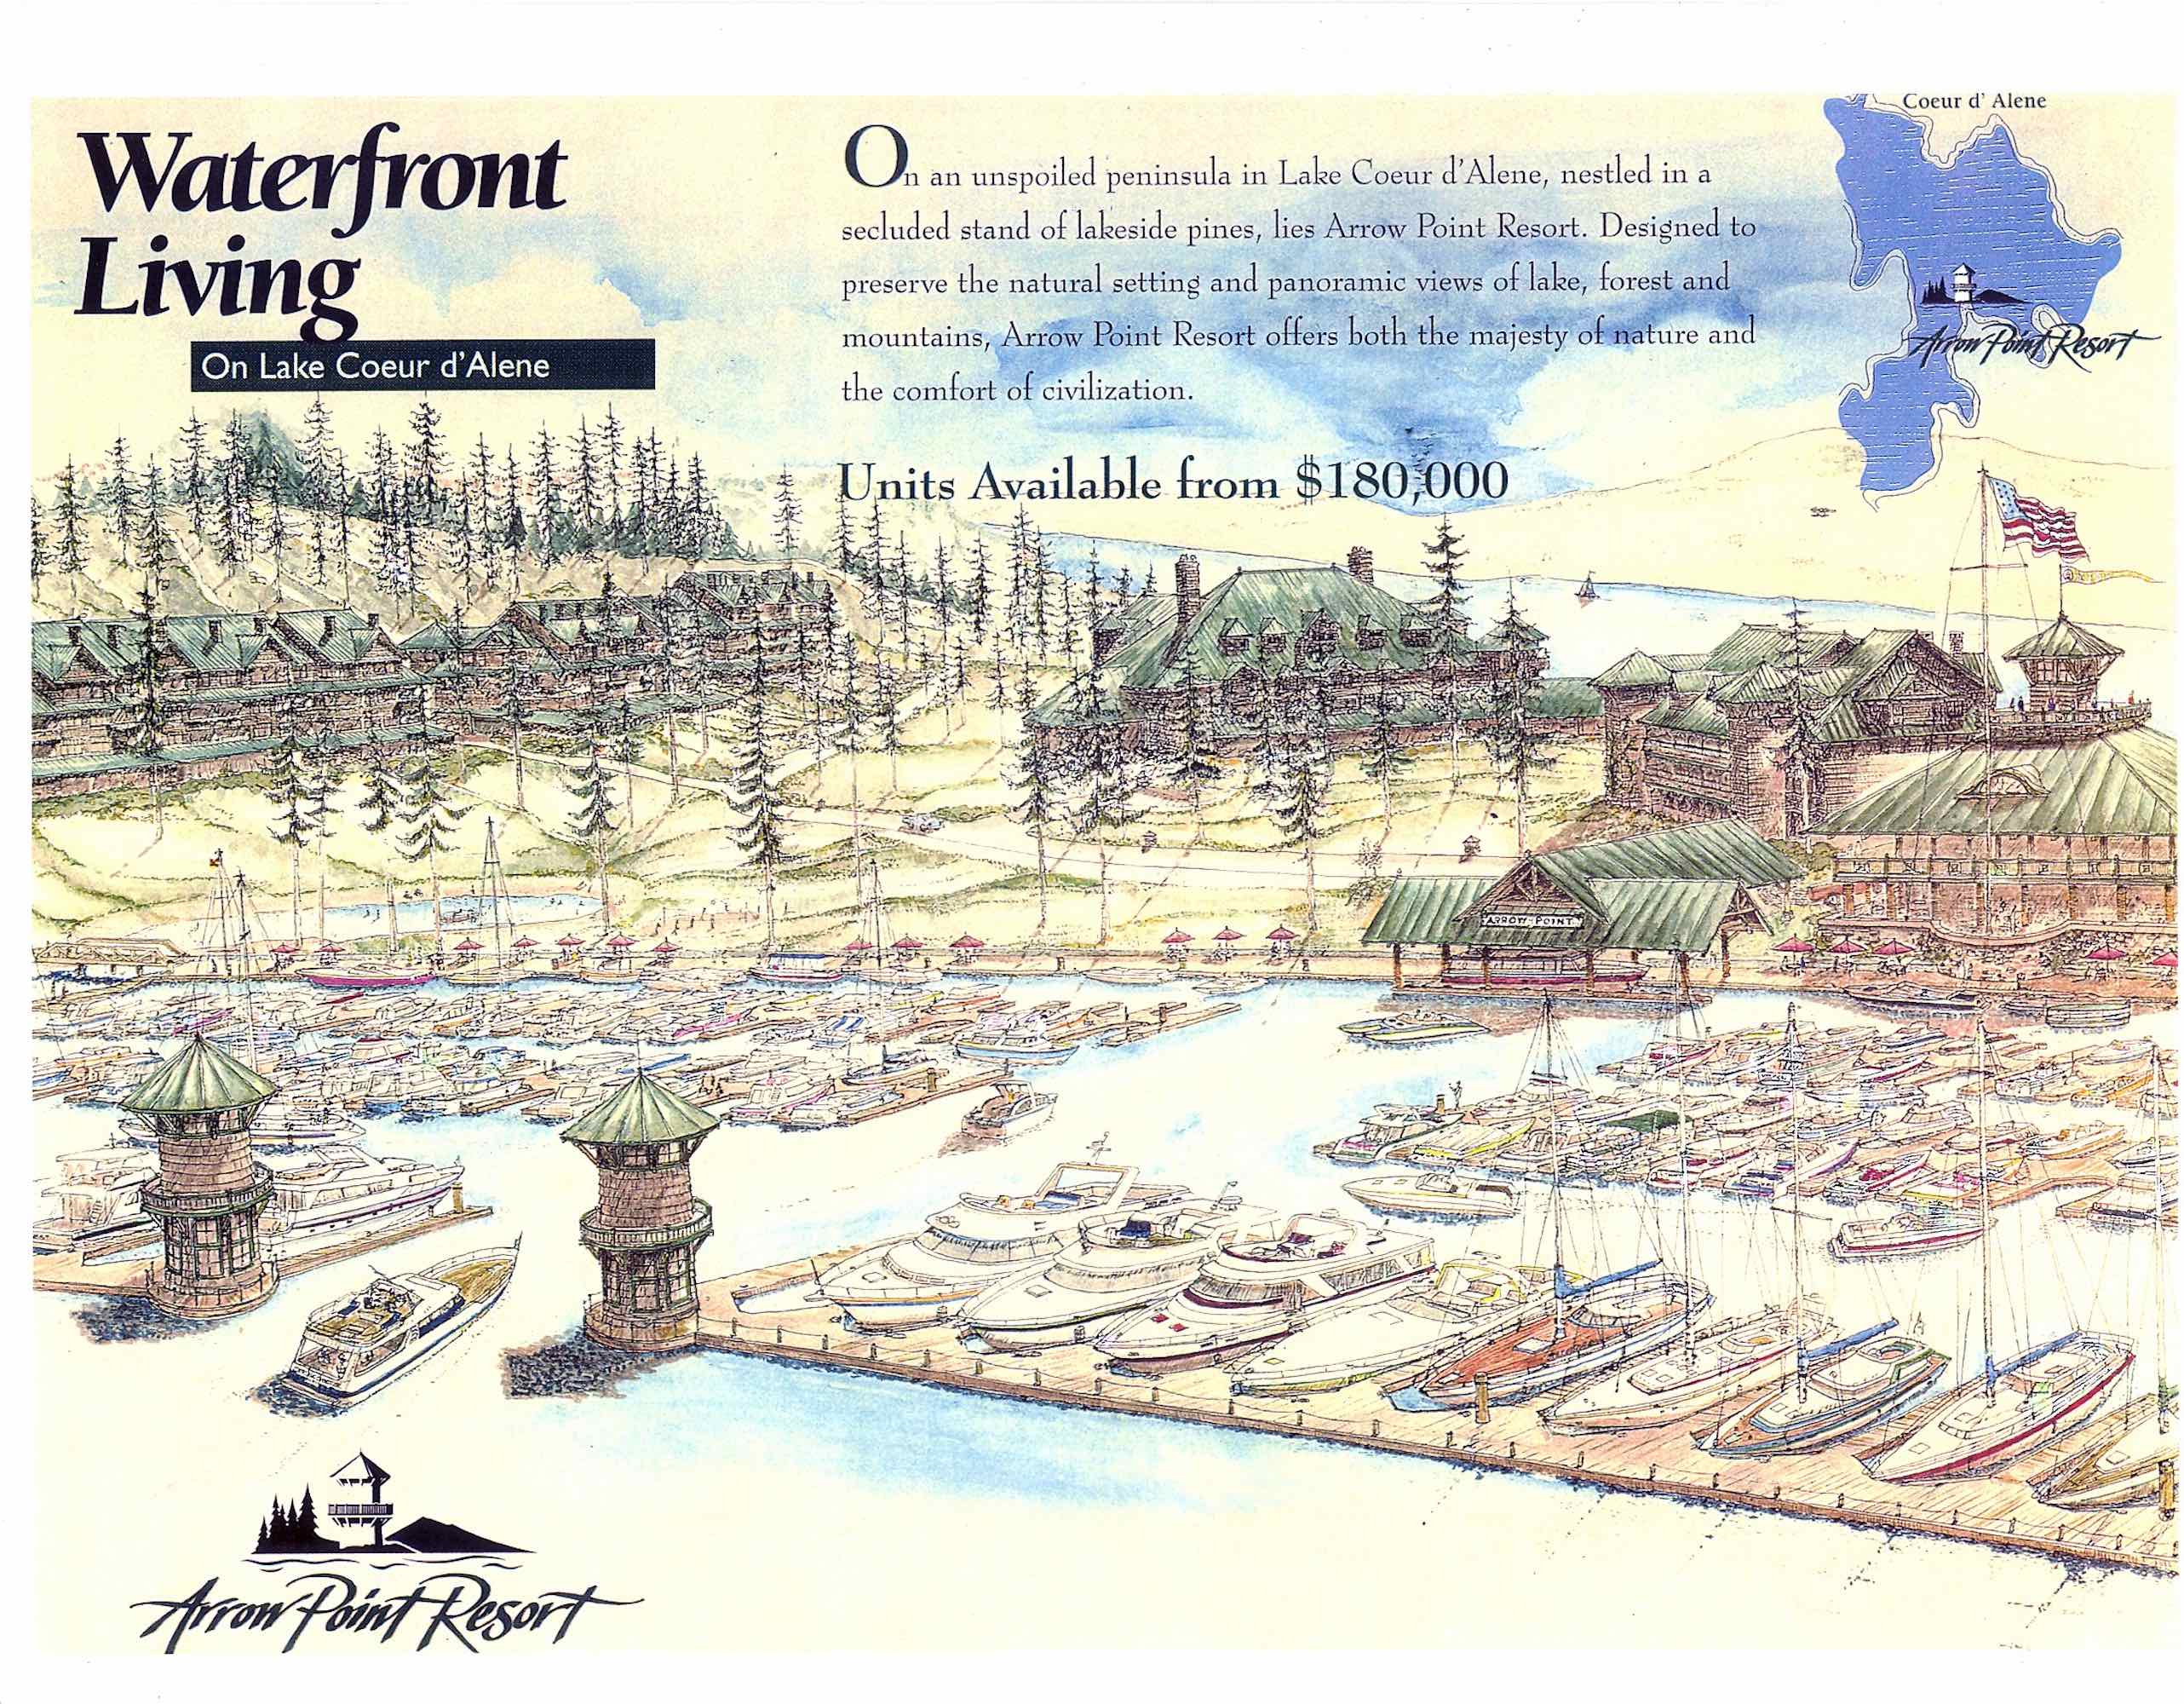 Waterfront
Living
On Lake Coeur d'Alene
On an unspoiled peninsula in Lake Coeur d'Alene, nestled in a
secluded stand of lakeside pines, lies Arrow Point Resort. Designed to
preserve the natural setting and panoramic views of lake, forest and
mountains, Arrow Point Resort offers both the majesty of nature and
the comfort of civilization.
Units Available from $180,000
Coeur d' Alene
Arrow Point Resort
ARROW POINT
Arrow Point Resort